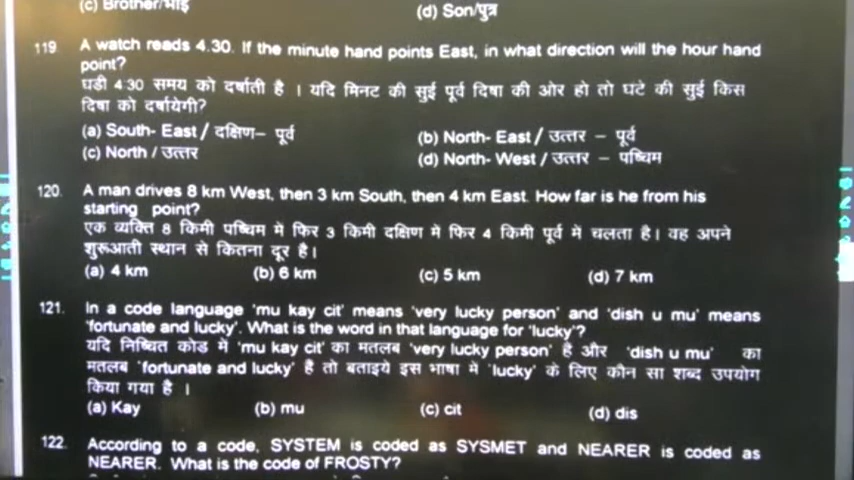 (c) Brother/भाई (d) Son/पुत्र
119. A watch reads 4.30. If the minute hand points East, in what direction will the hour hand
point?
घडी 4.30 समय को दर्षाती है । यदि मिनट की सुई पूर्व दिषा की ओर हो तो घंटे की सुई किस
दिषा को दर्षायेगी?
(a) South- East / दक्षिण– पूर्व (b) North- East / उत्तर – पूर्व
(c) North / उत्तर (d) North- West / उत्तर – पष्चिम
120. A man drives 8 km West, then 3 km South, then 4 km East. How far is he from his
starting point?
एक व्यक्ति 8 किमी पष्चिम में फिर 3 किमी दक्षिण में फिर 4 किमी पूर्व में चलता है। वह अपने
शुरूआती स्थान से कितना दूर है।
(a) 4 km (b) 6 km (c) 5 km (d) 7 km
121. In a code language 'mu kay cit' means 'very lucky person' and 'dish u mu' means
'fortunate and lucky'. What is the word in that language for 'lucky'?
यदि निष्चित कोड में 'mu kay cit' का मतलब 'very lucky person' है और 'dish u mu' का
मतलब 'fortunate and lucky' है तो बताइये इस भाषा में 'lucky' के लिए कौन सा शब्द उपयोग
किया गया है ।
(a) Kay (b) mu (c) cit (d) dis
122. According to a code, SYSTEM is coded as SYSMET and NEARER is coded as
NEARER. What is the code of FROSTY?